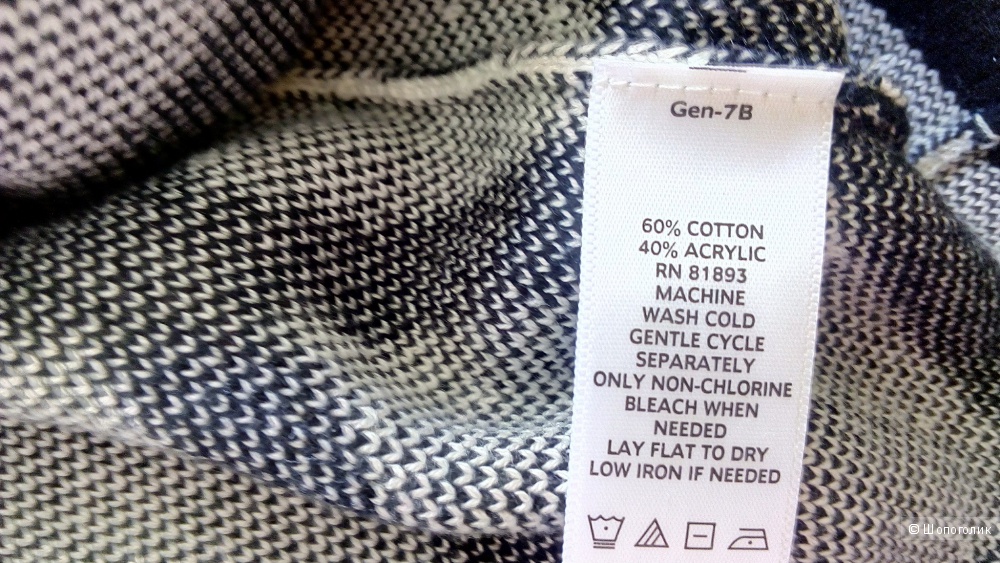 Gen-7B
60% COTTON
40% ACRYLIC
RN 81893
MACHINE
WASH COLD
GENTLE CYCLE
SEPARATELY
ONLY NON-CHLORINE
BLEACH WHEN
NEEDED
LAY FLAT TO DRY
LOW IRON IF NEEDED
© Шопоголик